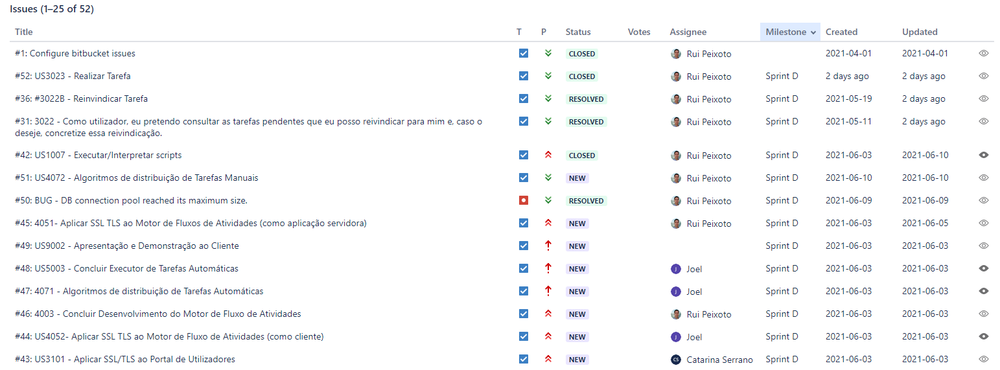 Issues (1–25 of 52)
Title T P Status Votes Assignee Milestone Created Updated
#1: Configure bitbucket issues CLOSED Rui Peixoto 2021-04-01 2021-04-01
#52: US3023 - Realizar Tarefa CLOSED Rui Peixoto Sprint D 2 days ago 2 days ago
#36: #3022B - Reinvindicar Tarefa RESOLVED Rui Peixoto Sprint D 2021-05-19 2 days ago
#31: 3022 - Como utilizador, eu pretendo consultar as tarefas pendentes que eu posso reivindicar para mim e, caso o RESOLVED Rui Peixoto Sprint D 2021-05-11 2 days ago
deseje, concretize essa reivindicação.
#42: US1007 - Executar/Interpretar scripts CLOSED Rui Peixoto Sprint D 2021-06-03 2021-06-10
#51: US4072 - Algoritmos de distribuição de Tarefas Manuais NEW Rui Peixoto Sprint D 2021-06-10 2021-06-10
#50: BUG - DB connection pool reached its maximum size. RESOLVED Rui Peixoto Sprint D 2021-06-09 2021-06-09
#45: 4051- Aplicar SSL TLS ao Motor de Fluxos de Atividades (como aplicação servidora) NEW Rui Peixoto Sprint D 2021-06-03 2021-06-05
#49: US9002 - Apresentação e Demonstração ao Cliente NEW Sprint D 2021-06-03 2021-06-03
#48: US5003 - Concluir Executor de Tarefas Automáticas NEW J Joel Sprint D 2021-06-03 2021-06-03
#47: 4071 - Algoritmos de distribuição de Tarefas Automáticas NEW J Joel Sprint D 2021-06-03 2021-06-03
#46: 4003 - Concluir Desenvolvimento do Motor de Fluxo de Atividades NEW Rui Peixoto Sprint D 2021-06-03 2021-06-03
#44: US4052- Aplicar SSL TLS ao Motor de Fluxo de Atividades (como cliente) NEW J Joel Sprint D 2021-06-03 2021-06-03
#43: US3101 - Aplicar SSL/TLS ao Portal de Utilizadores NEW CS Catarina Serrano Sprint D 2021-06-03 2021-06-03